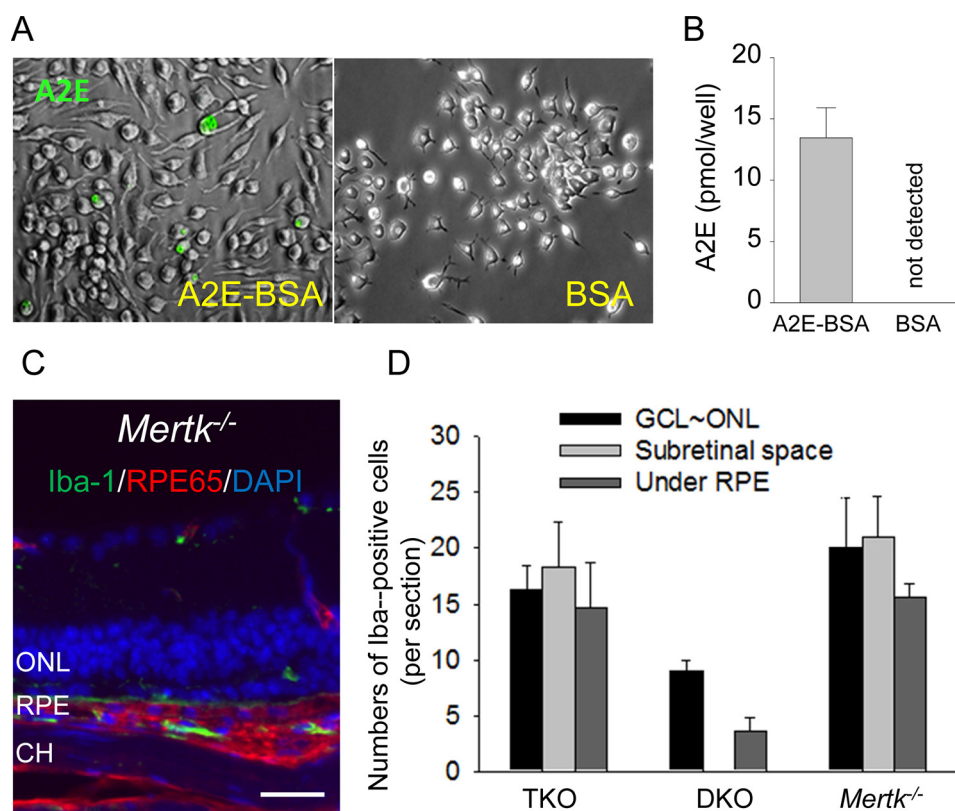 A
A2E
A2E-BSA
BSA
B
20
15
10
5
0
A2E (pmol/well)
not detected
A2E-BSA BSA
C
Mertk-/-
Iba-1/RPE65/DAPI
ONL
RPE
CH
D
GCL~ONL
Subretinal space
Under RPE
30
25
20
15
10
5
0
Numbers of Iba--positive cells
(per section)
TKO DKO Mertk-/-